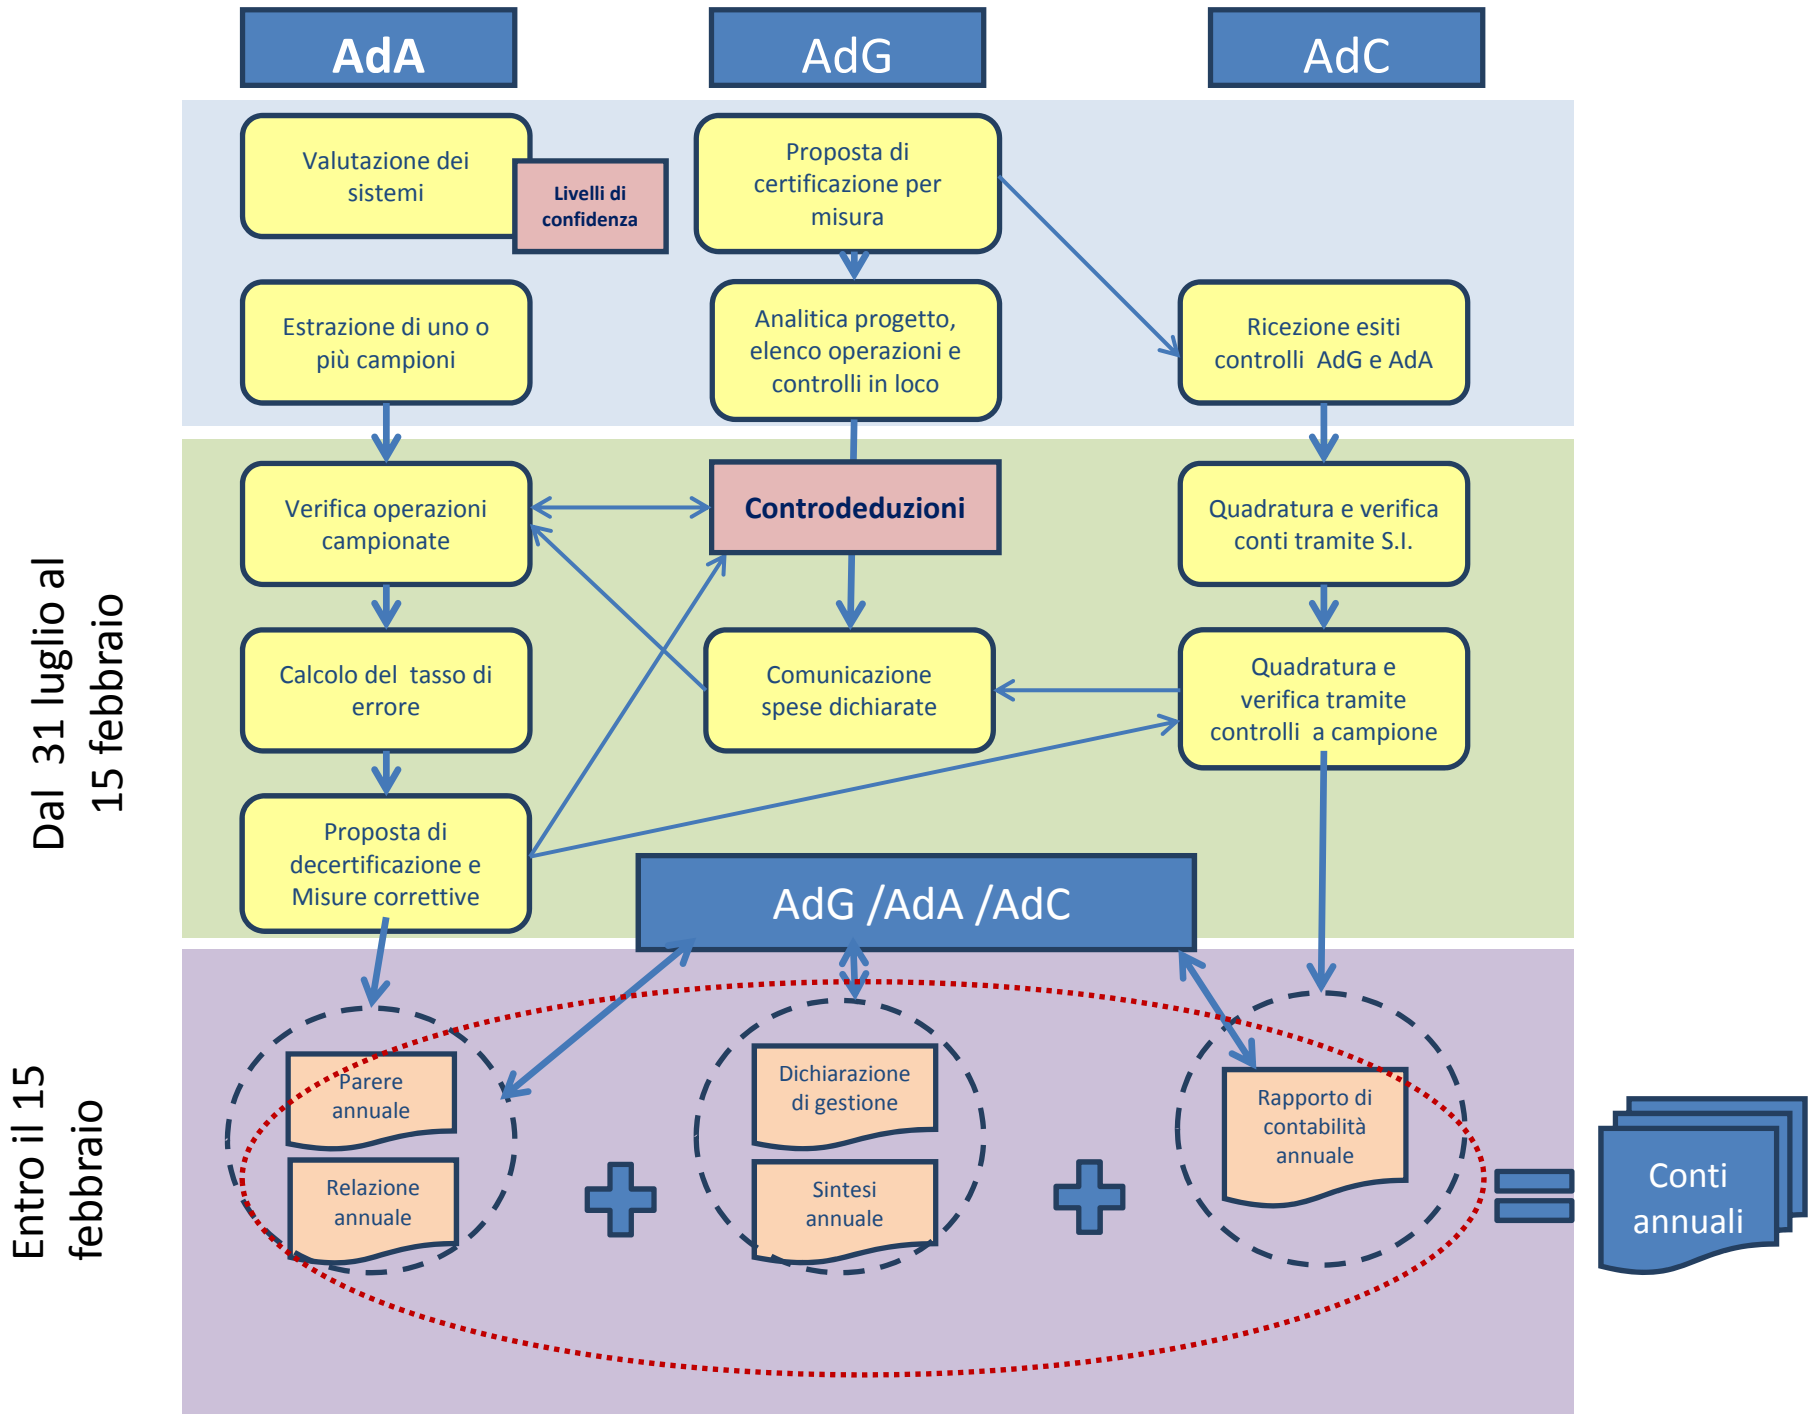 AdA
AdG
AdC
Valutazione dei
sistemi
Livelli di
confidenza
Proposta di
certificazione per
misura
Estrazione di uno o
più campioni
Analitica progetto,
elenco operazioni e
controlli in loco
Ricezione esiti
controlli AdG e AdA
Dal 31 luglio al
15 febbraio
Verifica operazioni
campionate
Controdeduzioni
Quadratura e verifica
conti tramite S.I.
Calcolo del tasso di
errore
Comunicazione
spese dichiarate
Quadratura e
verifica tramite
controlli a campione
Proposta di
decertificazione e
Misure correttive
AdG /AdA /AdC
Entro il 15
febbraio
Parere
annuale
Relazione
annuale
Dichiarazione
di gestione
Sintesi
annuale
Rapporto di
contabilità
annuale
Conti
annuali